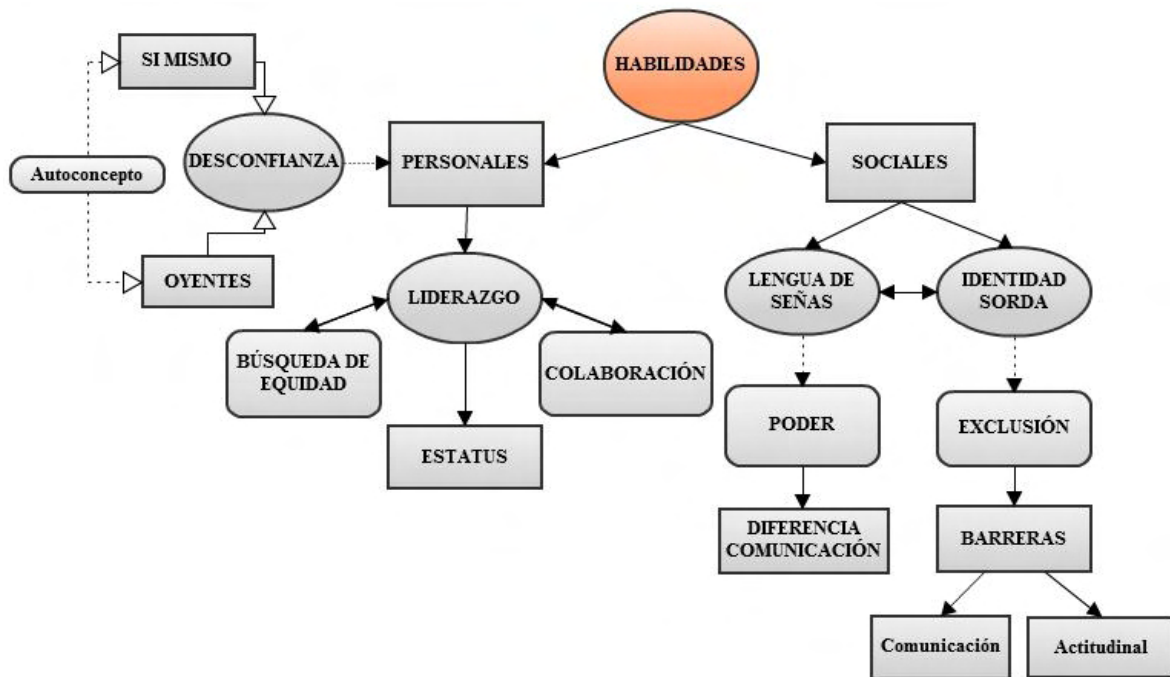 HABILIDADES
SI MISMO
DESCONFIANZA
Autoconcepto
OYENTES
PERSONALES
SOCIALES
LIDERAZGO
BÚSQUEDA DE
EQUIDAD
COLABORACIÓN
ESTATUS
LENGUA DE
SEÑAS
IDENTIDAD
SORDA
PODER
EXCLUSIÓN
DIFERENCIA
COMUNICACIÓN
BARRERAS
Comunicación
Actitudinal